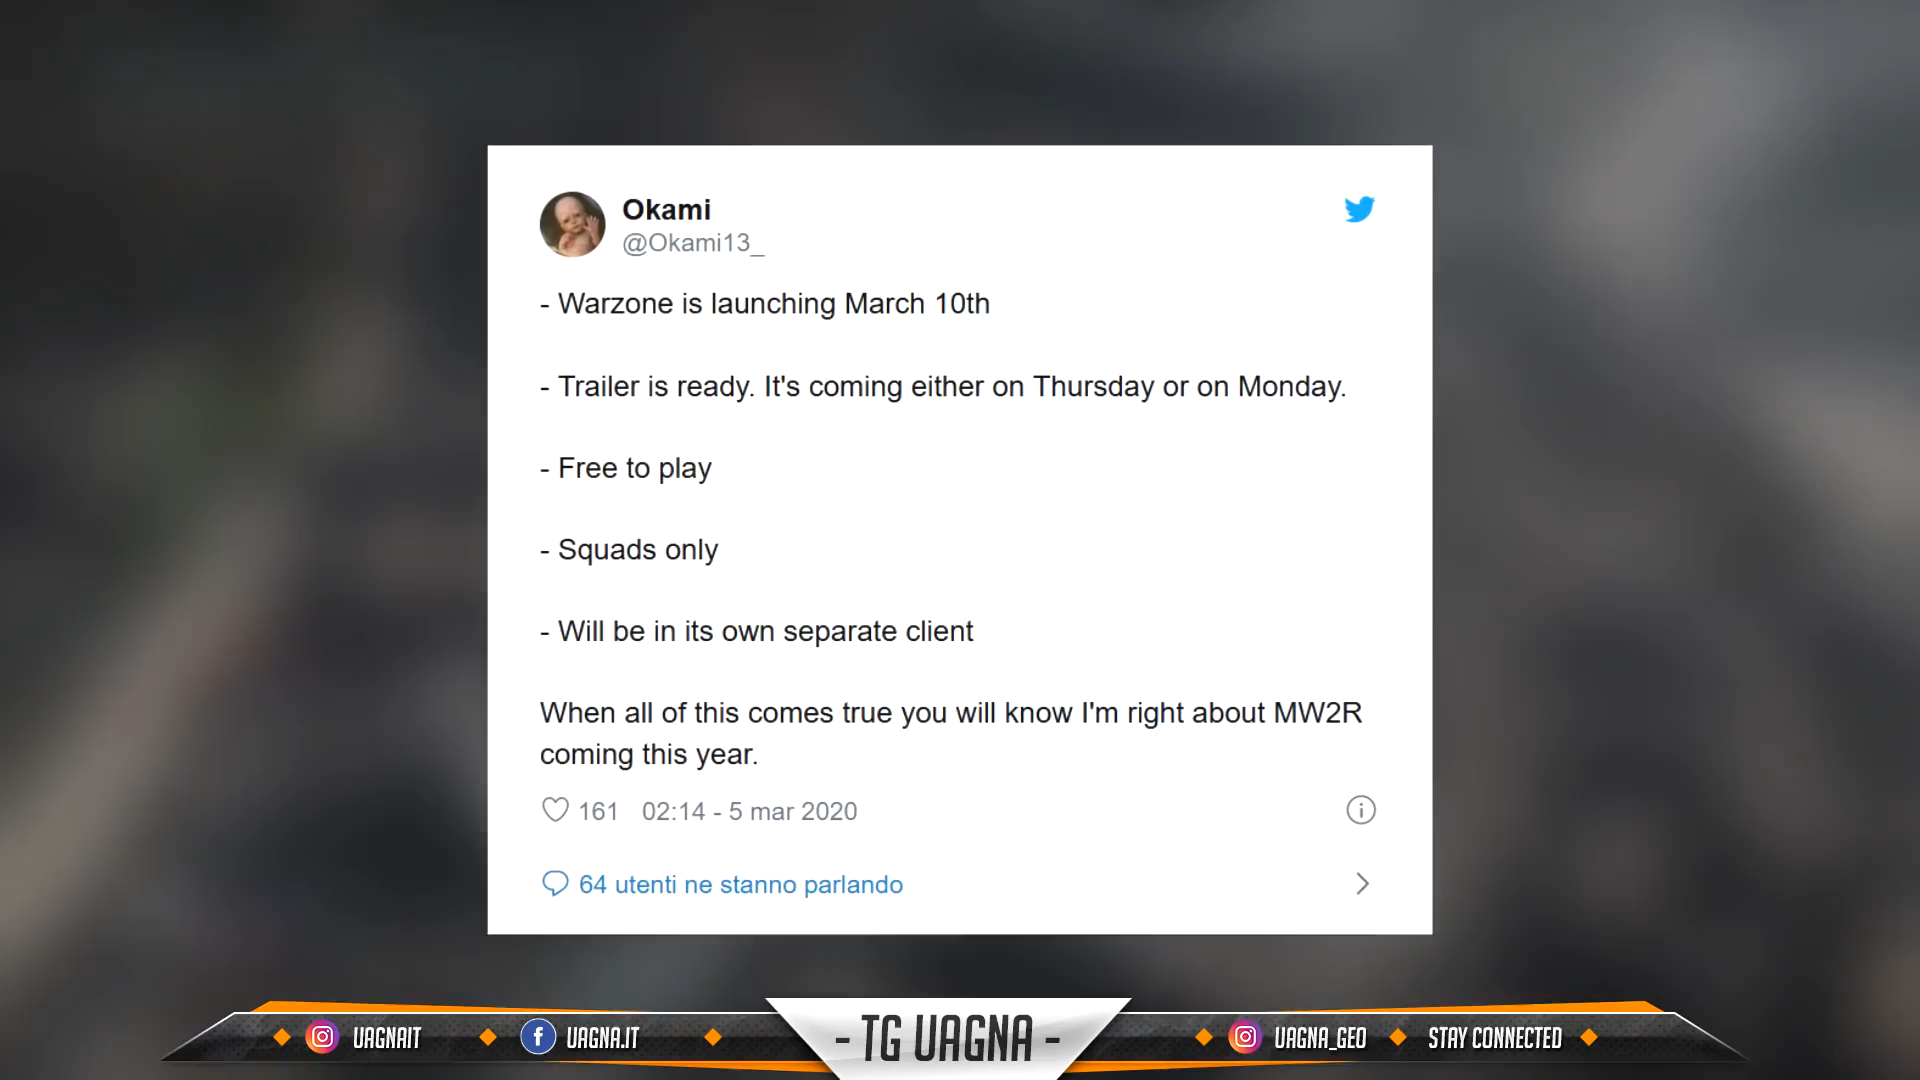 Okami
@Okami13_
- Warzone is launching March 10th
- Trailer is ready. It's coming either on Thursday or on Monday.
- Free to play
- Squads only
- Will be in its own separate client
When all of this comes true you will know I'm right about MW2R
coming this year.
161 02:14 - 5 mar 2020
64 utenti ne stanno parlando
UAGNAIT
f UAGNA.IT
- TG UAGNA -
UAGNA_GEO
STAY CONNECTED